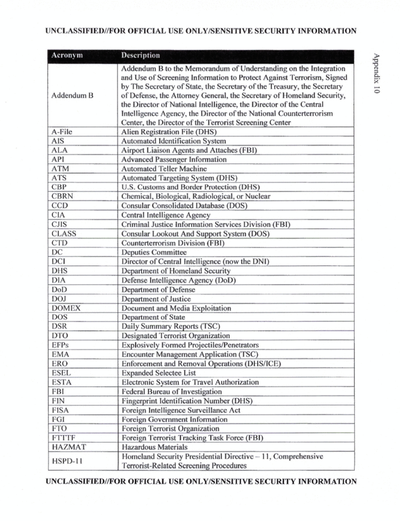 UNCLASSIFIED//FOR OFFICIAL USE ONLY/SENSITIVE SECURITY INFORMATION
Appendix 10
Acronym Description
Addendum B Addendum B to the Memorandum of Understanding on the Integration
and Use of Screening Information to Protect Against Terrorism, Signed
by The Secretary of State, the Secretary of the Treasury, the Secretary
of Defense, the Attorney General, the Secretary of Homeland Security,
the Director of National Intelligence, the Director of the Central
Intelligence Agency, the Director of the National Counterterrorism
Center, the Director of the Terrorist Screening Center
A-File Alien Registration File (DHS)
AIS Automated Identification System
ALA Airport Liaison Agents and Attaches (FBI)
API Advanced Passenger Information
ATM Automated Teller Machine
ATS Automated Targeting System (DHS)
CBP U.S. Customs and Border Protection (DHS)
CBRN Chemical, Biological, Radiological, or Nuclear
CCD Consular Consolidated Database (DOS)
CIA Central Intelligence Agency
CJIS Criminal Justice Information Services Division (FBI)
CLASS Consular Lookout And Support System (DOS)
CTD Counterterrorism Division (FBI)
DC Deputies Committee
DCI Director of Central Intelligence (now the DNI)
DHS Department of Homeland Security
DIA Defense Intelligence Agency (DoD)
DoD Department of Defense
DOJ Department of Justice
DOMEX Document and Media Exploitation
DOS Department of State
DSR Daily Summary Reports (TSC)
DTO Designated Terrorist Organization
EFPs Explosively Formed Projectiles/Penetrators
EMA Encounter Management Application (TSC)
ERO Enforcement and Removal Operations (DHS/ICE)
ESEL Expanded Selectee List
ESTA Electronic System for Travel Authorization
FBI Federal Bureau of Investigation
FIN Fingerprint Identification Number (DHS)
FISA Foreign Intelligence Surveillance Act
FGI Foreign Government Information
FTO Foreign Terrorist Organization
FTTTF Foreign Terrorist Tracking Task Force (FBI)
HAZMAT Hazardous Materials
HSPD-11 Homeland Security Presidential Directive – 11, Comprehensive
Terrorist-Related Screening Procedures
UNCLASSIFIED//FOR OFFICIAL USE ONLY/SENSITIVE SECURITY INFORMATION